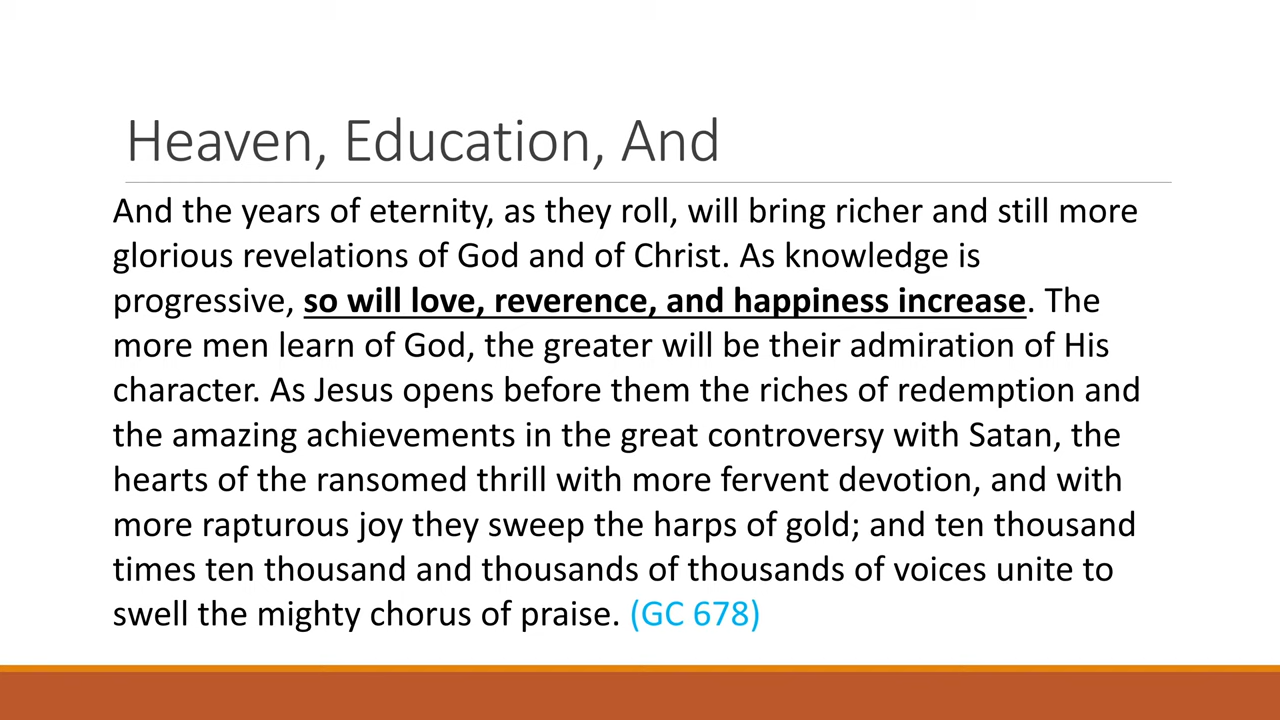 Heaven, Education, And
And the years of eternity, as they roll, will bring richer and still more
glorious revelations of God and of Christ. As knowledge is
progressive, so will love, reverence, and happiness increase. The
more men learn of God, the greater will be their admiration of His
character. As Jesus opens before them the riches of redemption and
the amazing achievements in the great controversy with Satan, the
hearts of the ransomed thrill with more fervent devotion, and with
more rapturous joy they sweep the harps of gold; and ten thousand
times ten thousand and thousands of thousands of voices unite to
swell the mighty chorus of praise. (GC 678)